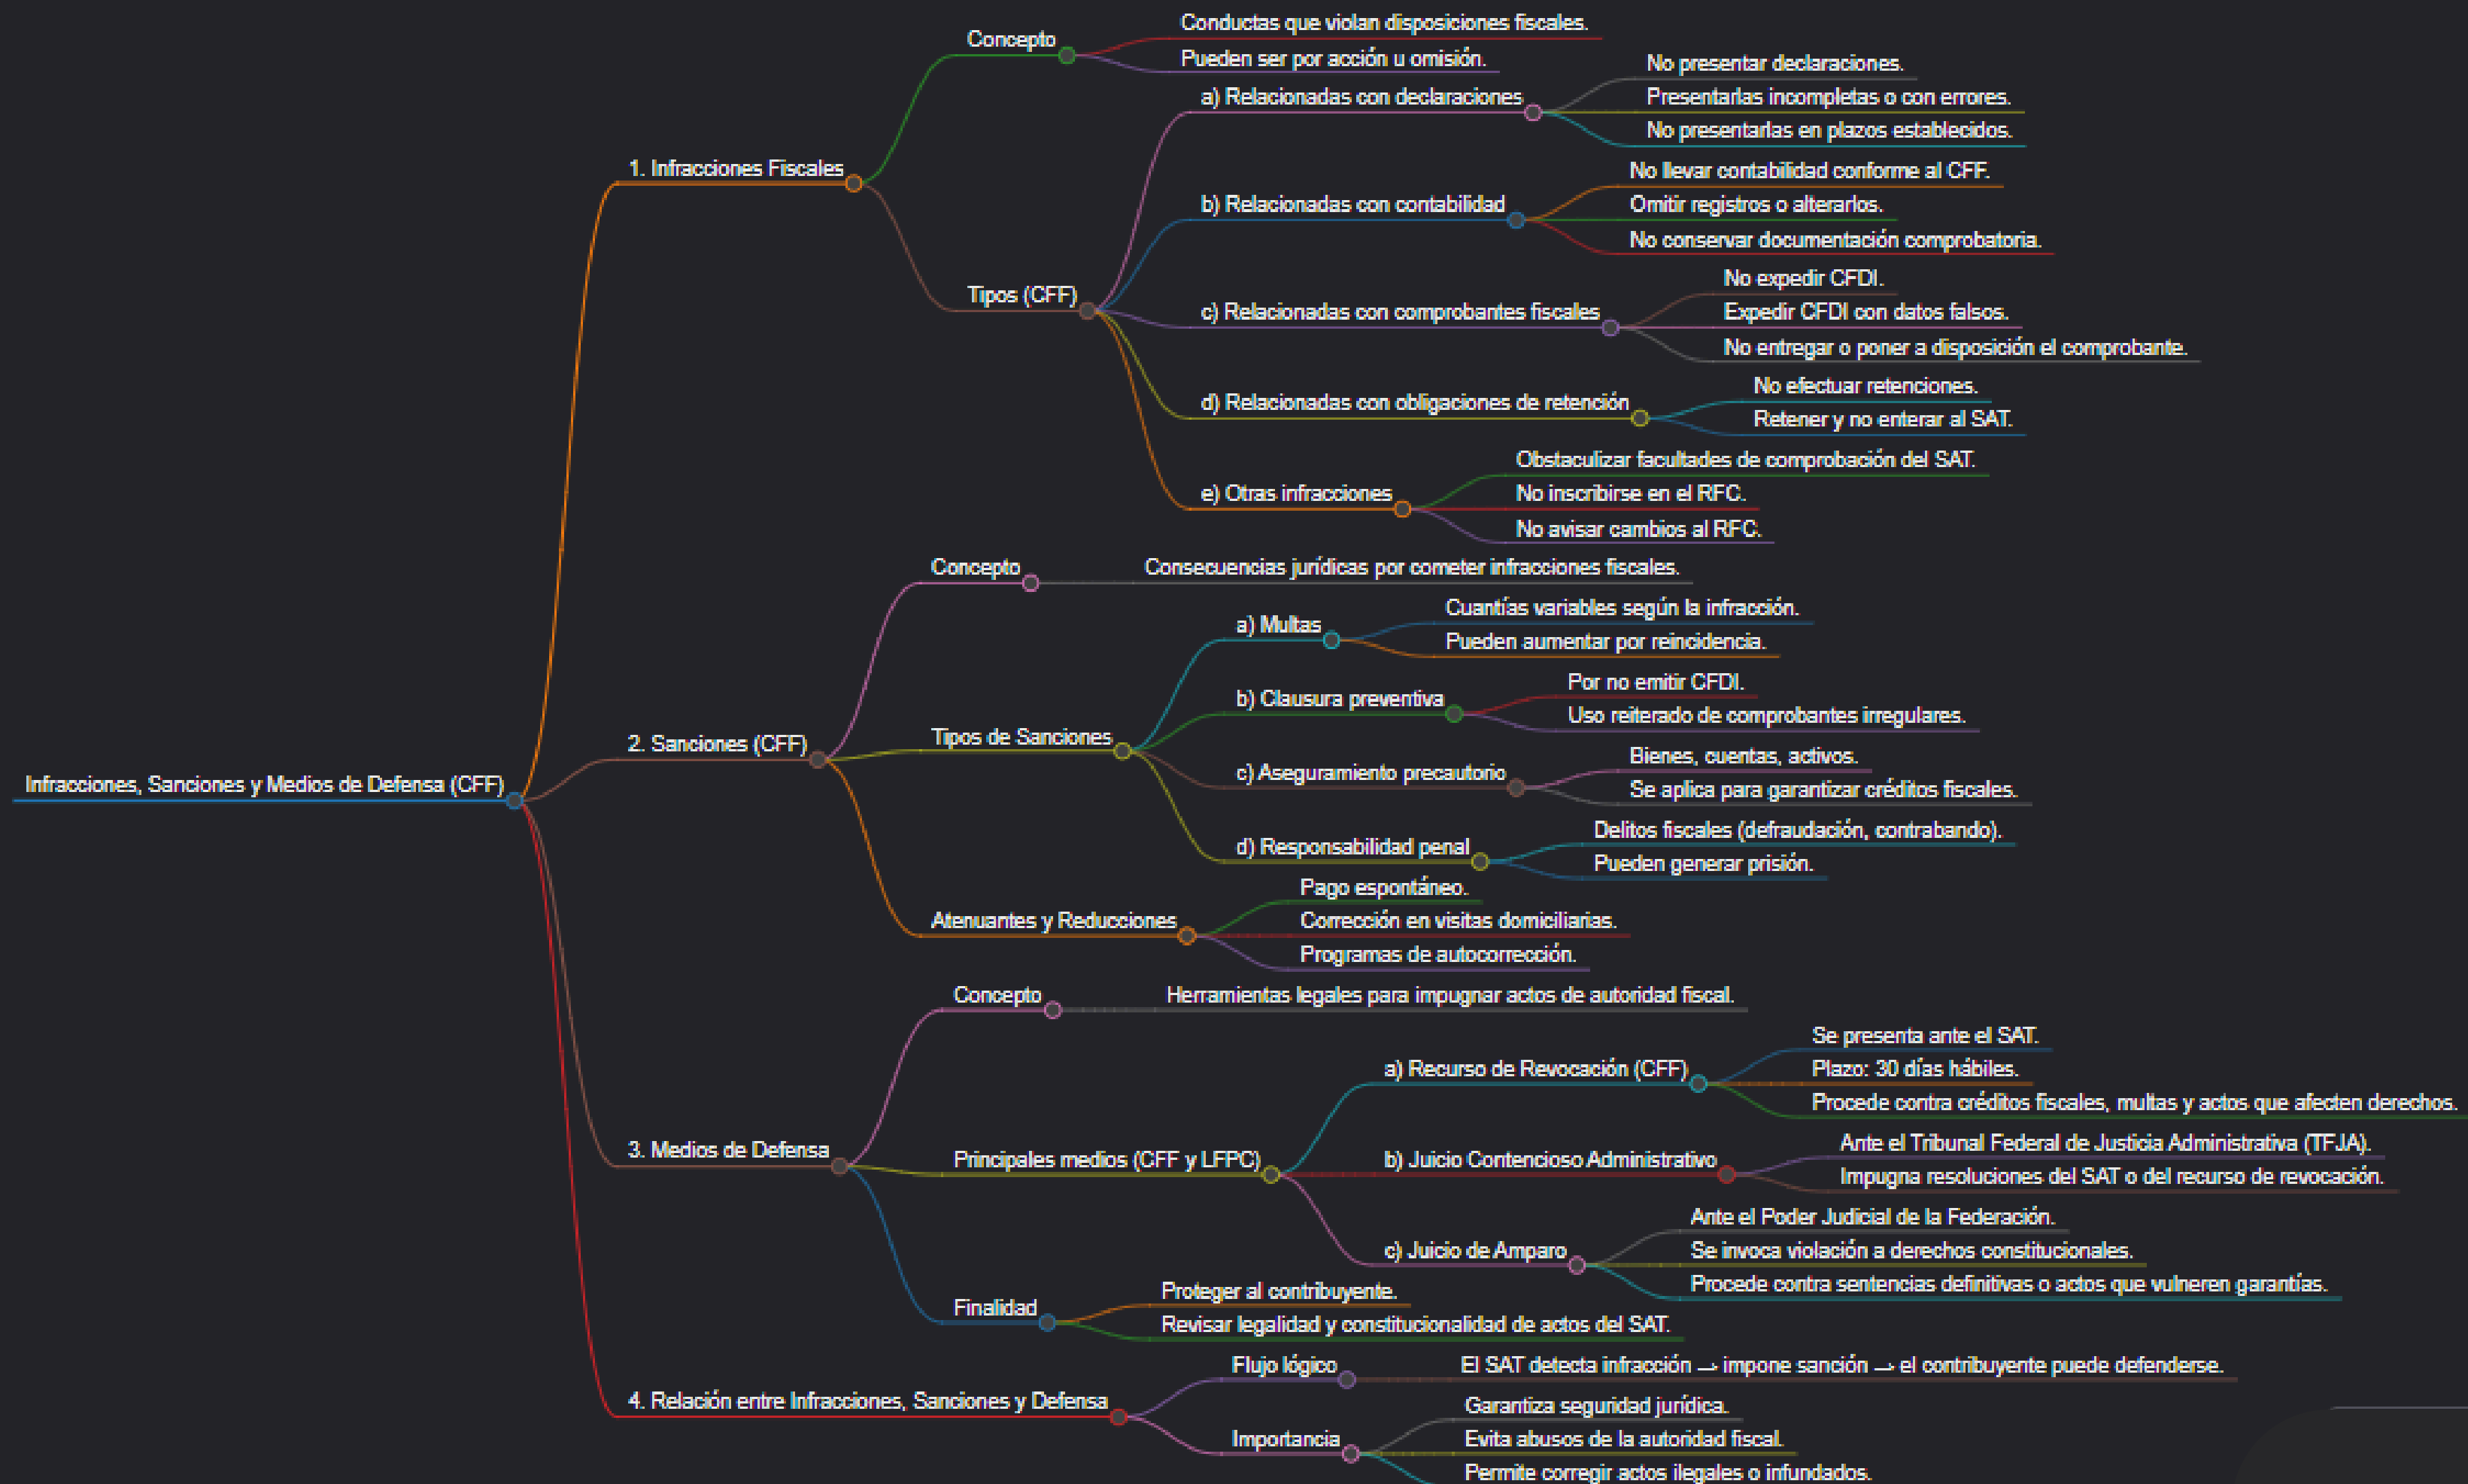 Infracciones, Sanciones y Medios de Defensa (CFF)
1. Infracciones Fiscales
Concepto
Conductas que violan disposiciones fiscales.
Pueden ser por acción u omisión.
Tipos (CFF)
a) Relacionadas con declaraciones
No presentar declaraciones.
Presentarlas incompletas o con errores.
No presentarlas en plazos establecidos.
b) Relacionadas con contabilidad
No llevar contabilidad conforme al CFF.
Omitir registros o alterarlos.
No conservar documentación comprobatoria.
c) Relacionadas con comprobantes fiscales
No expedir CFDI.
Expedir CFDI con datos falsos.
No entregar o poner a disposición el comprobante.
d) Relacionadas con obligaciones de retención
No efectuar retenciones.
Retener y no enterar al SAT.
e) Otras infracciones
Obstaculizar facultades de comprobación del SAT.
No inscribirse en el RFC.
No avisar cambios al RFC.
2. Sanciones (CFF)
Concepto
Consecuencias jurídicas por cometer infracciones fiscales.
Tipos de Sanciones
a) Multas
Cuantías variables según la infracción.
Pueden aumentar por reincidencia.
b) Clausura preventiva
Por no emitir CFDI.
Uso reiterado de comprobantes irregulares.
c) Aseguramiento precautorio
Bienes, cuentas, activos.
Se aplica para garantizar créditos fiscales.
d) Responsabilidad penal
Delitos fiscales (defraudación, contrabando).
Pueden generar prisión.
Atenuantes y Reducciones
Pago espontáneo.
Corrección en visitas domiciliarias.
Programas de autocorrección.
3. Medios de Defensa
Concepto
Herramientas legales para impugnar actos de autoridad fiscal.
Principales medios (CFF y LFPC)
a) Recurso de Revocación (CFF)
Se presenta ante el SAT.
Plazo: 30 días hábiles.
Procede contra créditos fiscales, multas y actos que afecten derechos.
b) Juicio Contencioso Administrativo
Ante el Tribunal Federal de Justicia Administrativa (TFJA).
Impugna resoluciones del SAT o del recurso de revocación.
c) Juicio de Amparo
Ante el Poder Judicial de la Federación.
Se invoca violación a derechos constitucionales.
Procede contra sentencias definitivas o actos que vulneren garantías.
Finalidad
Proteger al contribuyente.
Revisar legalidad y constitucionalidad de actos del SAT.
4. Relación entre Infracciones, Sanciones y Defensa
Flujo lógico
El SAT detecta infracción → impone sanción → el contribuyente puede defenderse.
Importancia
Garantiza seguridad jurídica.
Evita abusos de la autoridad fiscal.
Permite corregir actos ilegales o infundados.